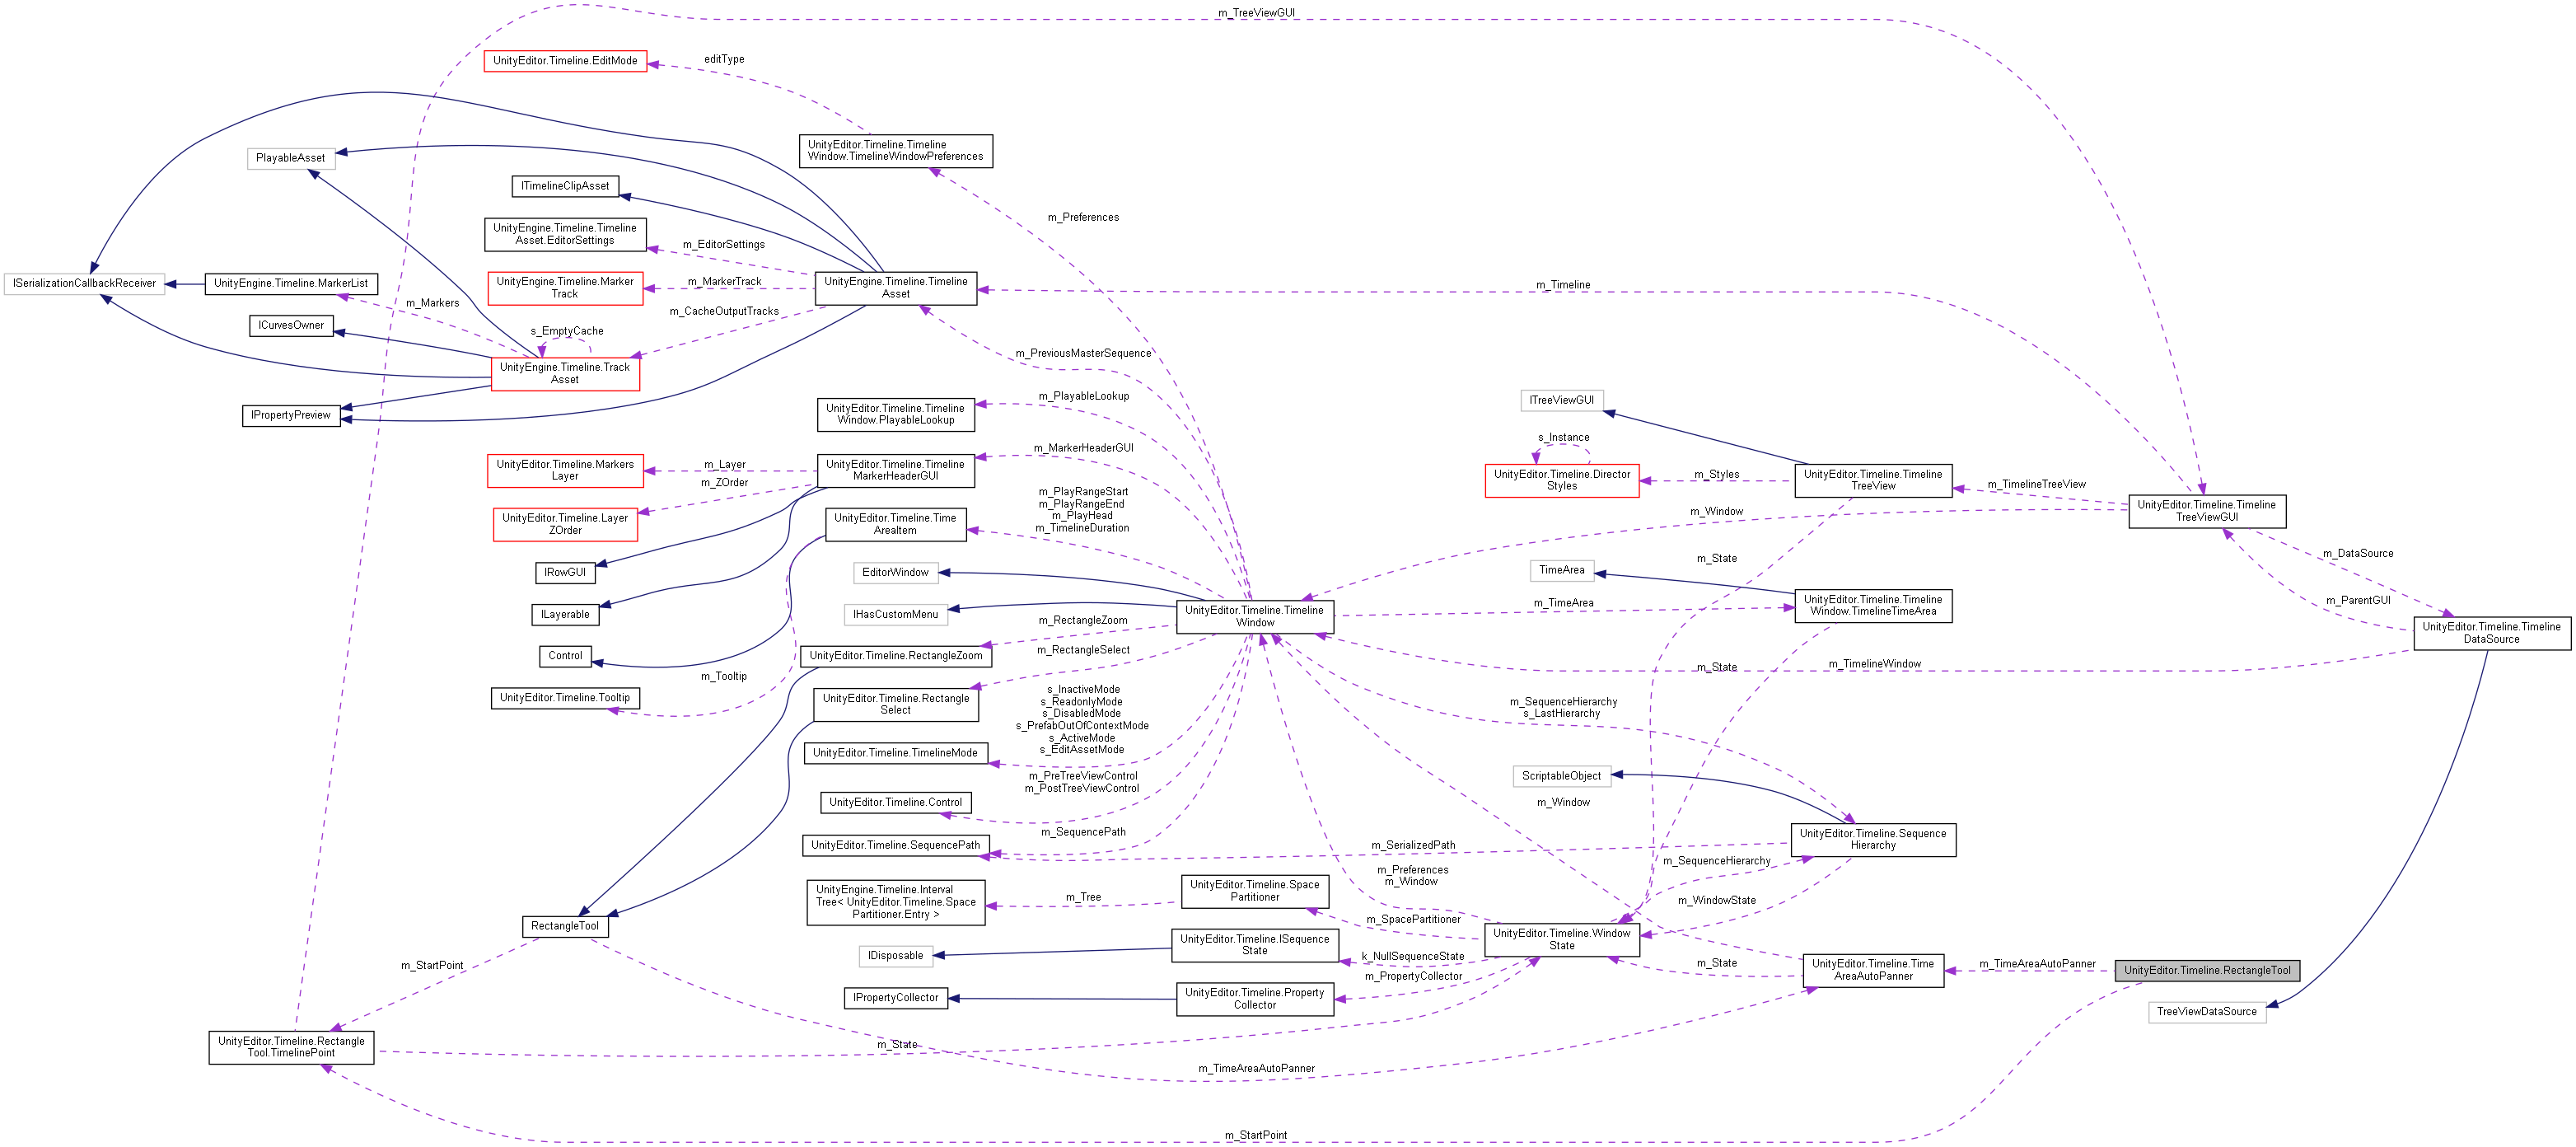 m_TreeViewGUI
UnityEditor.Timeline.EditMode
editType
UnityEditor.Timeline.Timeline
Window.TimelineWindowPreferences
PlayableAsset
ITimelineClipAsset
m_Preferences
UnityEngine.Timeline.Timeline
Asset.EditorSettings
m_EditorSettings
ISerializationCallbackReceiver
UnityEngine.Timeline.MarkerList
UnityEngine.Timeline.Marker
Track
m_MarkerTrack
UnityEngine.Timeline.Timeline
Asset
m_Timeline
m_Markers
m_CacheOutputTracks
ICurvesOwner
s_EmptyCache
m_PreviousMasterSequence
UnityEngine.Timeline.Track
Asset
IPropertyPreview
UnityEditor.Timeline.Timeline
Window.PlayableLookup
m_PlayableLookup
ITreeViewGUI
m_MarkerHeaderGUI
s_Instance
UnityEditor.Timeline.Markers
Layer
m_Layer
m_ZOrder
UnityEditor.Timeline.Timeline
MarkerHeaderGUI
UnityEditor.Timeline.Director
Styles
m_Styles
UnityEditor.Timeline.Timeline
TreeView
m_TimelineTreeView
UnityEditor.Timeline.Timeline
TreeViewGUI
UnityEditor.Timeline.Layer
ZOrder
UnityEditor.Timeline.Time
AreaItem
m_PlayRangeStart
m_PlayRangeEnd
m_PlayHead
m_TimelineDuration
m_Window
m_State
m_DataSource
IRowGUI
EditorWindow
TimeArea
m_ParentGUI
ILayerable
IHasCustomMenu
UnityEditor.Timeline.Timeline
Window
m_TimeArea
UnityEditor.Timeline.Timeline
Window.TimelineTimeArea
UnityEditor.Timeline.Timeline
DataSource
m_RectangleZoom
Control
UnityEditor.Timeline.RectangleZoom
m_RectangleSelect
m_State
m_TimelineWindow
m_Tooltip
UnityEditor.Timeline.Tooltip
UnityEditor.Timeline.Rectangle
Select
s_InactiveMode
s_ReadonlyMode
s_DisabledMode
s_PrefabOutOfContextMode
s_ActiveMode
s_EditAssetMode
m_SequenceHierarchy
s_LastHierarchy
UnityEditor.Timeline.TimelineMode
m_PreTreeViewControl
m_PostTreeViewControl
ScriptableObject
UnityEditor.Timeline.Control
m_Window
m_SequencePath
UnityEditor.Timeline.SequencePath
m_SerializedPath
UnityEditor.Timeline.Sequence
Hierarchy
m_Preferences
m_Window
m_SequenceHierarchy
UnityEngine.Timeline.Interval
Tree< UnityEditor.Timeline.Space
Partitioner.Entry >
m_Tree
UnityEditor.Timeline.Space
Partitioner
m_WindowState
m_SpacePartitioner
RectangleTool
UnityEditor.Timeline.Window
State
UnityEditor.Timeline.ISequence
State
IDisposable
k_NullSequenceState
m_StartPoint
m_State
UnityEditor.Timeline.Time
AreaAutoPanner
m_TimeAreaAutoPanner
UnityEditor.Timeline.RectangleTool
m_PropertyCollector
IPropertyCollector
UnityEditor.Timeline.Property
Collector
TreeViewDataSource
UnityEditor.Timeline.Rectangle
Tool.TimelinePoint
m_State
m_TimeAreaAutoPanner
m_StartPoint